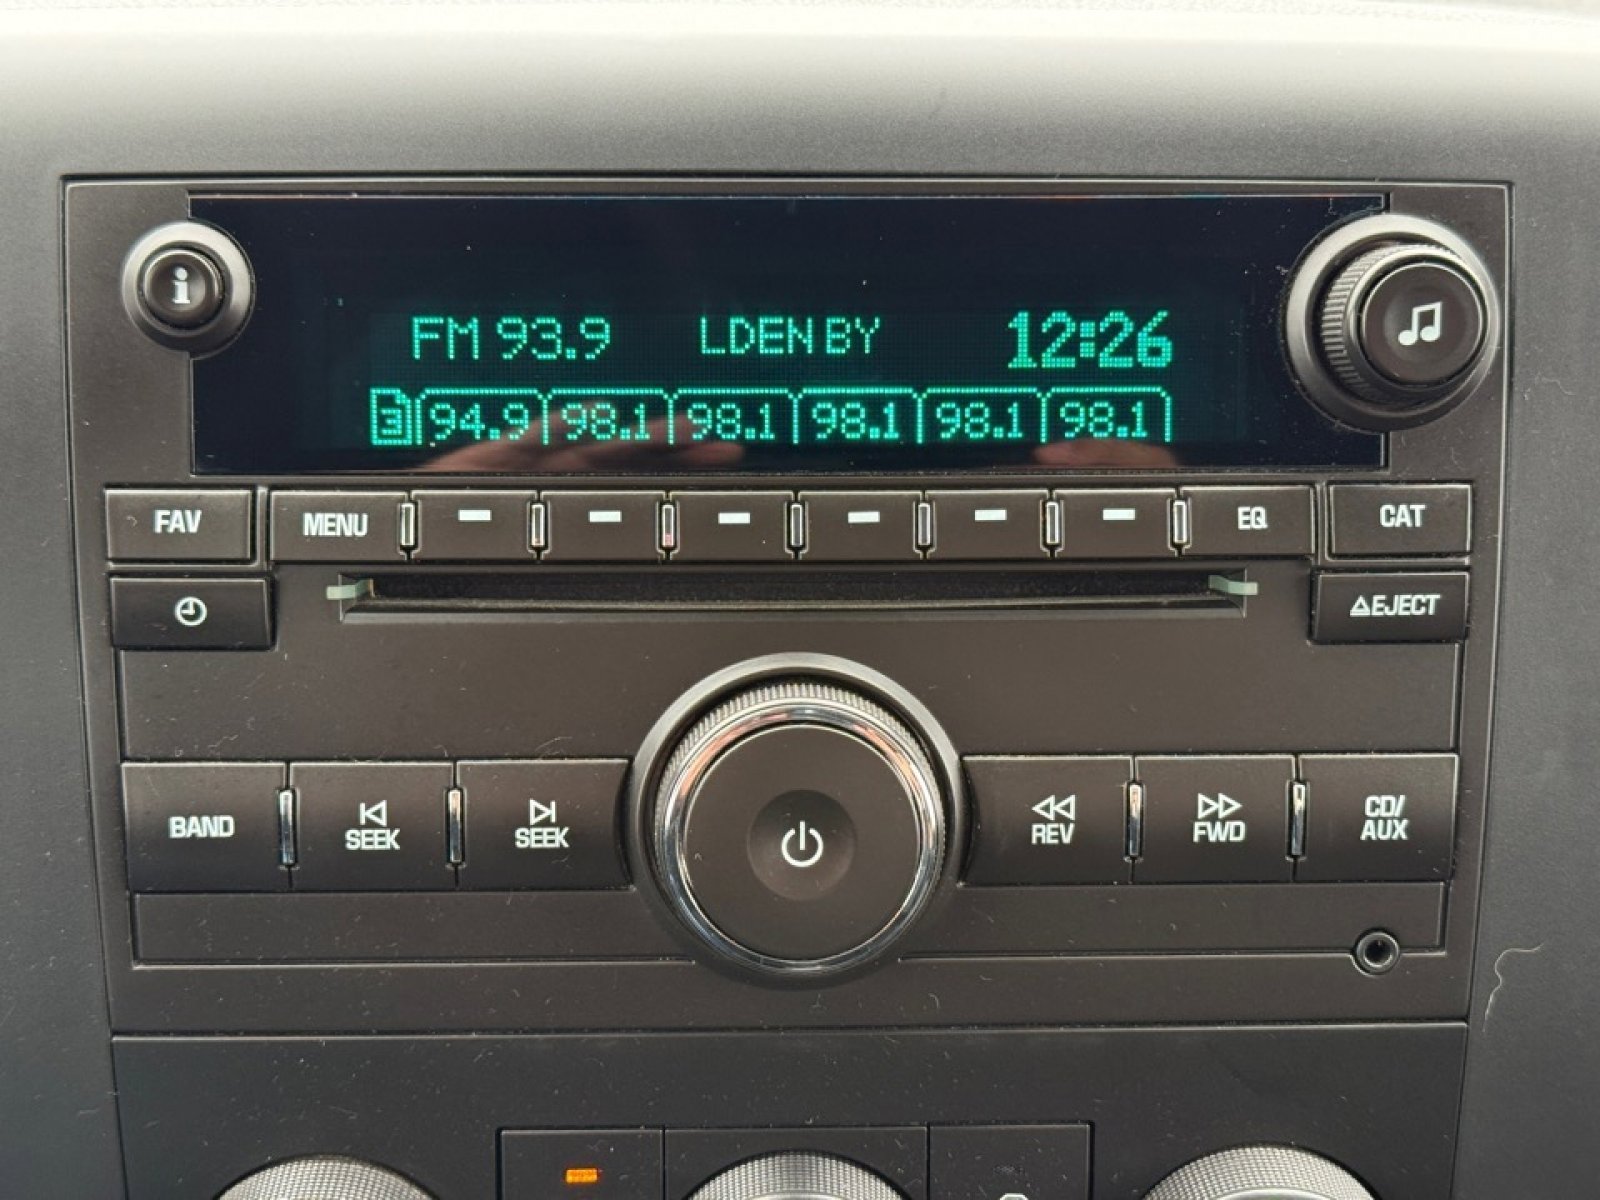 i
FM 93.9 LDEN BY 12:26
3 94.9 98.1 98.1 98.1 98.1 98.1
FAV MENU EQ CAT
EJECT
BAND SEEK SEEK REV FWD CD/
AUX